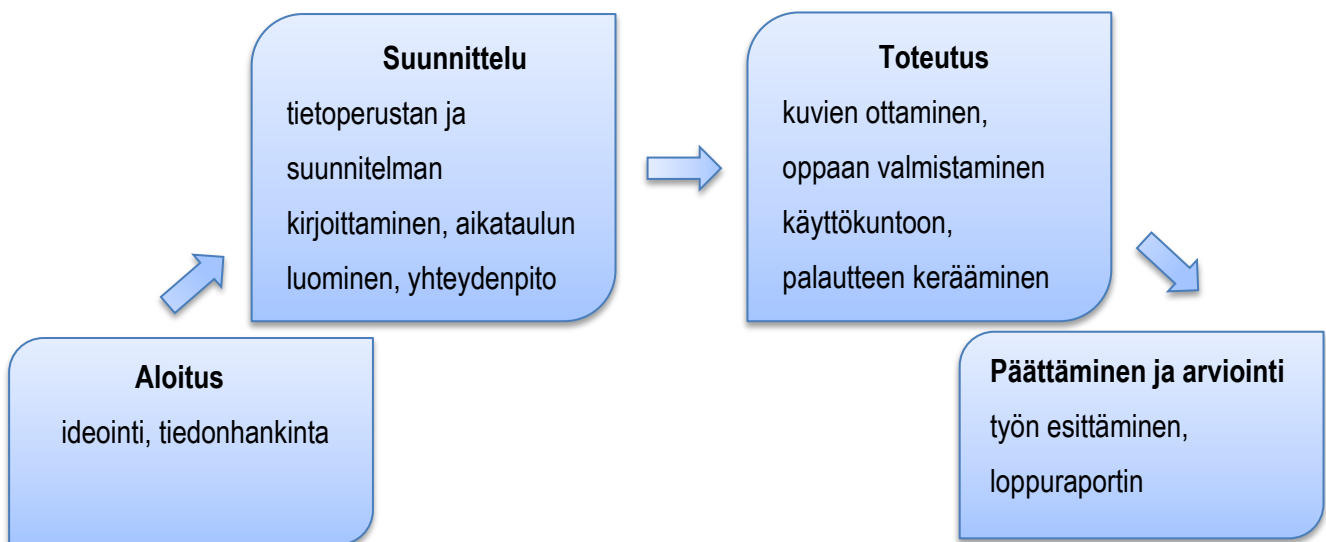 Aloitus
ideointi, tiedonhankinta
Suunnittelu
tietoperustan ja
suunnitelman
kirjoittaminen, aikataulun
luominen, yhteydenpito
Toteutus
kuvien ottaminen,
oppaan valmistaminen
käyttökuntoon,
palautteen kerääminen
Päättäminen ja arviointi
työn esittäminen,
loppuraportin